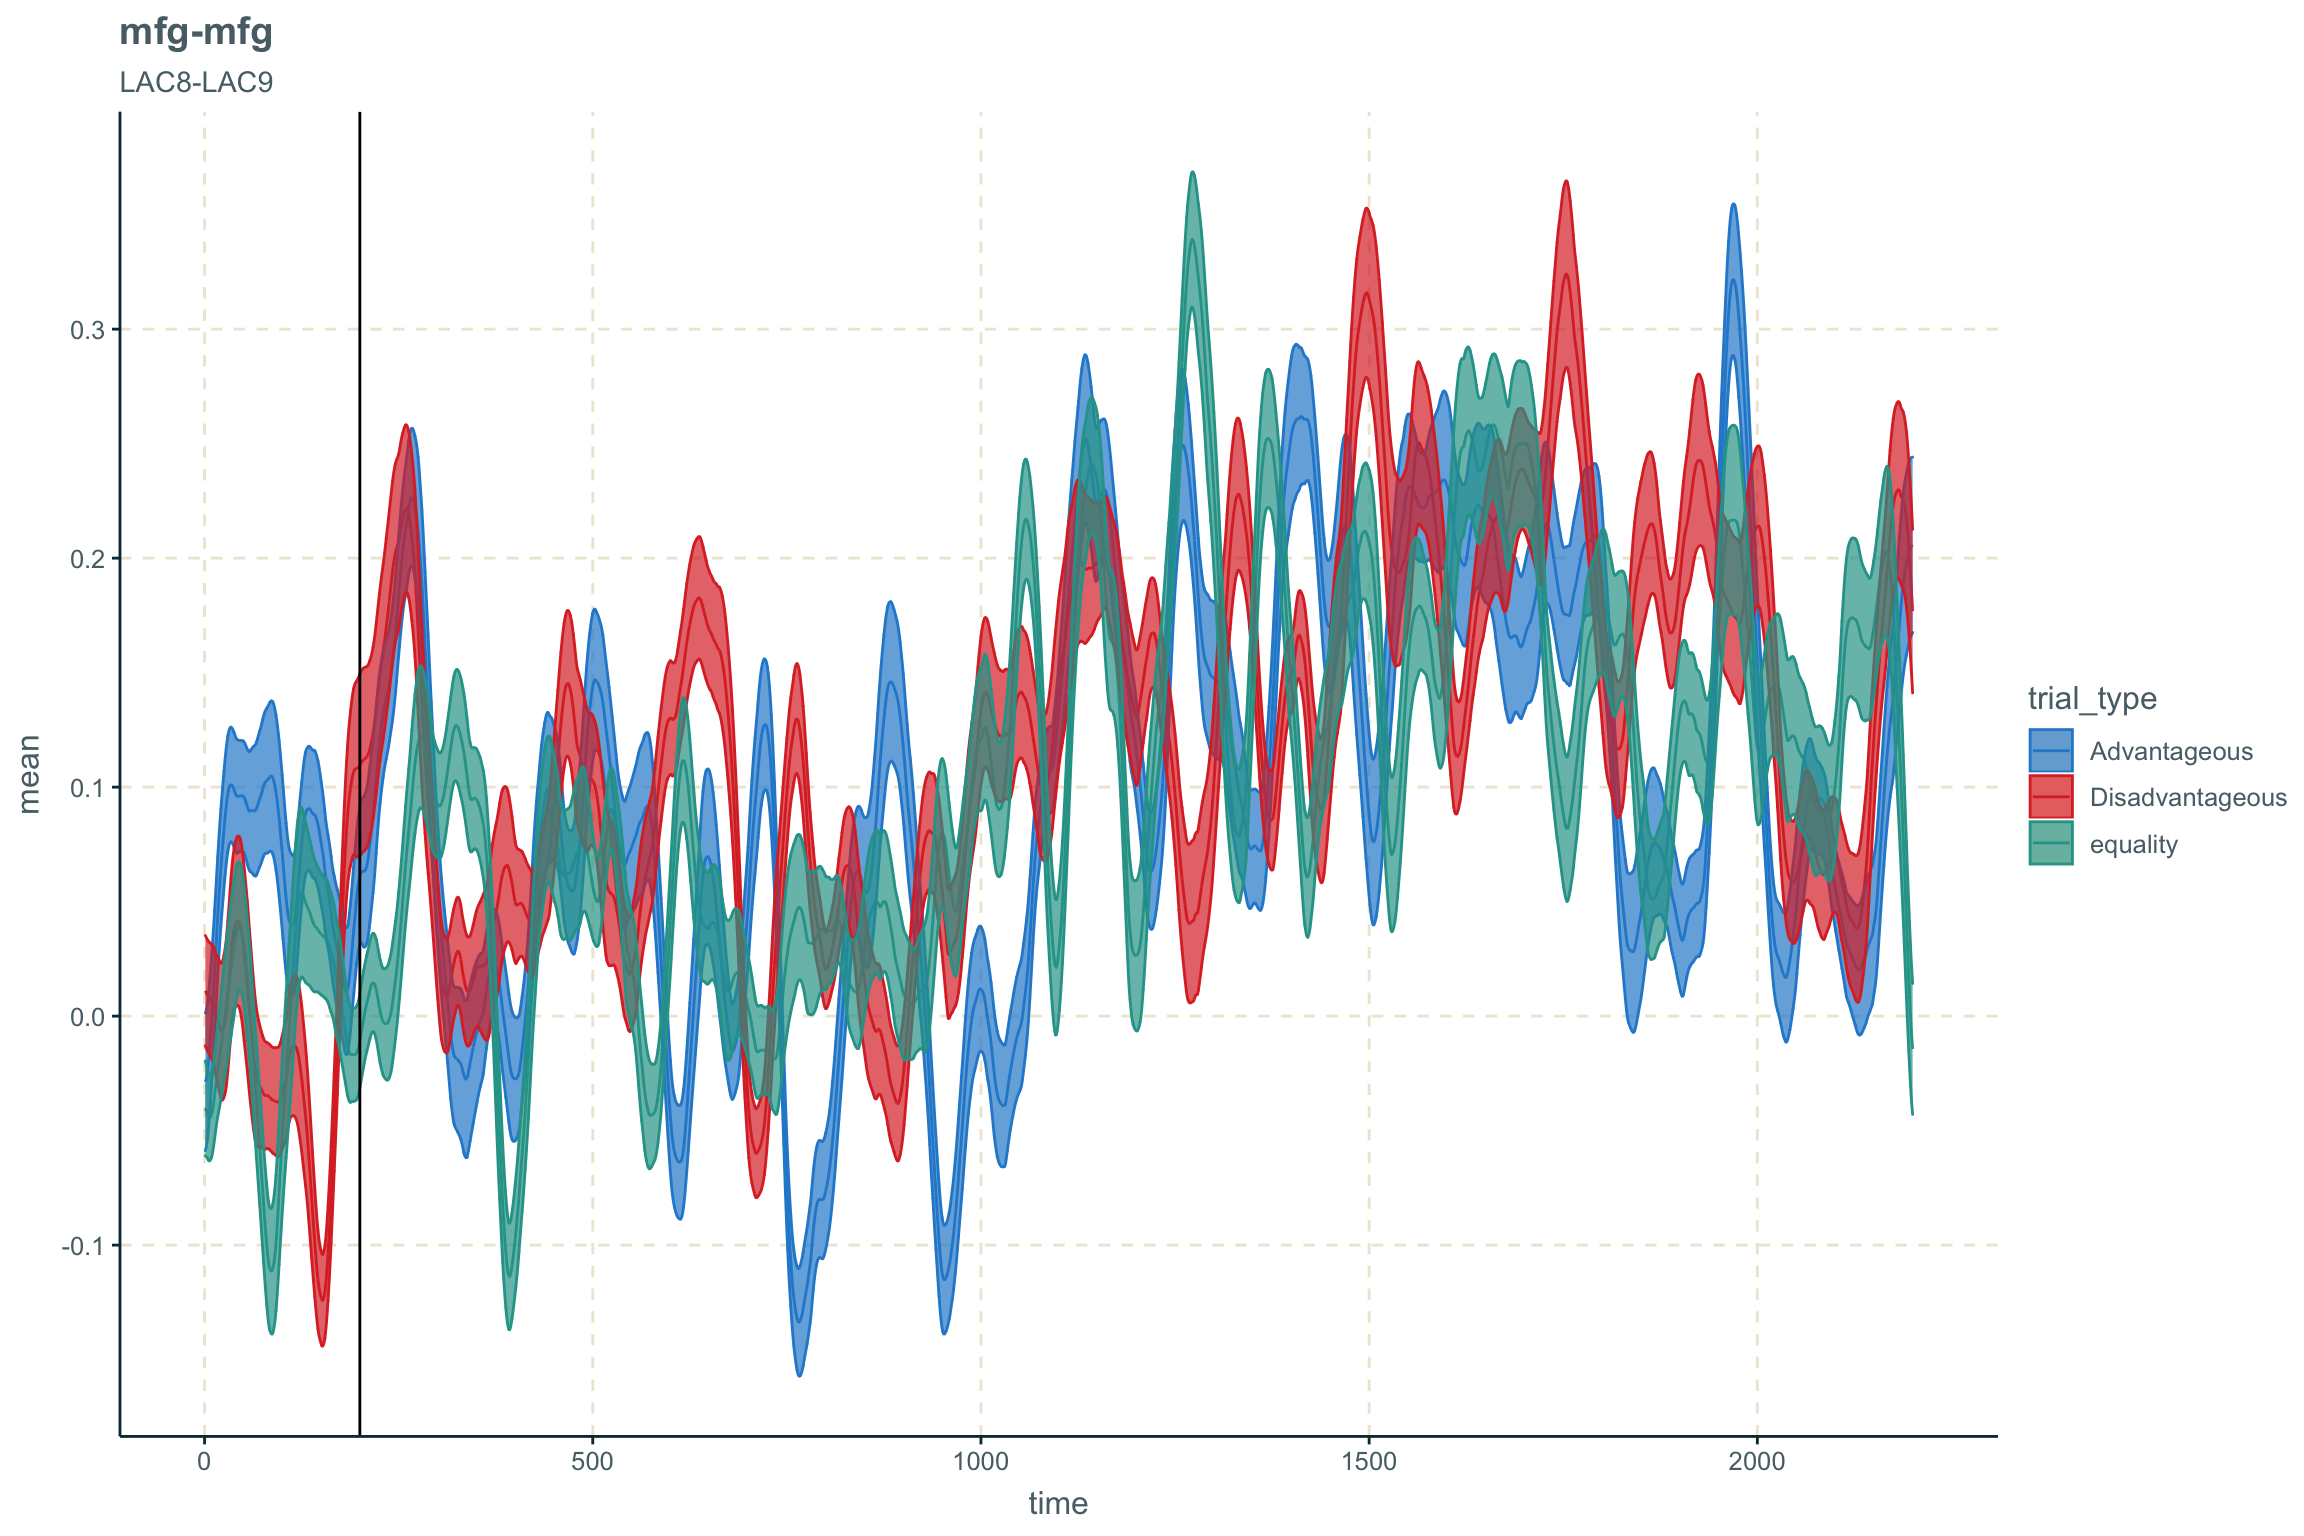 mfg-mfg
LAC8-LAC9
mean
0.3
0.2
0.1
0.0
-0.1
0
500
1000
1500
2000
time
trial_type
Advantageous
Disadvantageous
equality